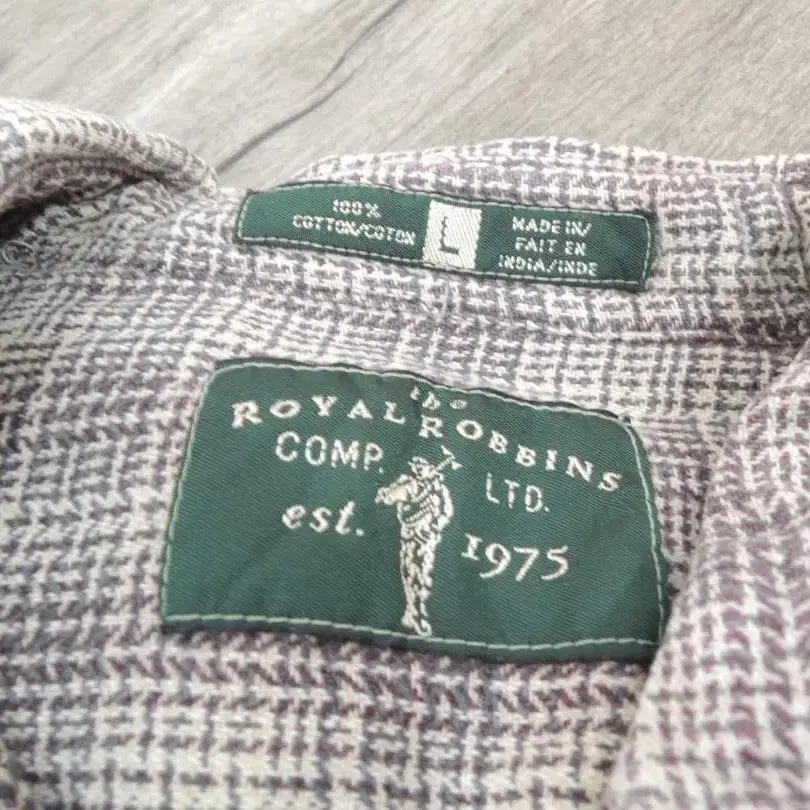 100%
COTTON/COTON
L
MADE IN/
FAIT EN
INDIA/INDE
the
ROYAL ROBBINS
COMP. LTD.
est. 1975